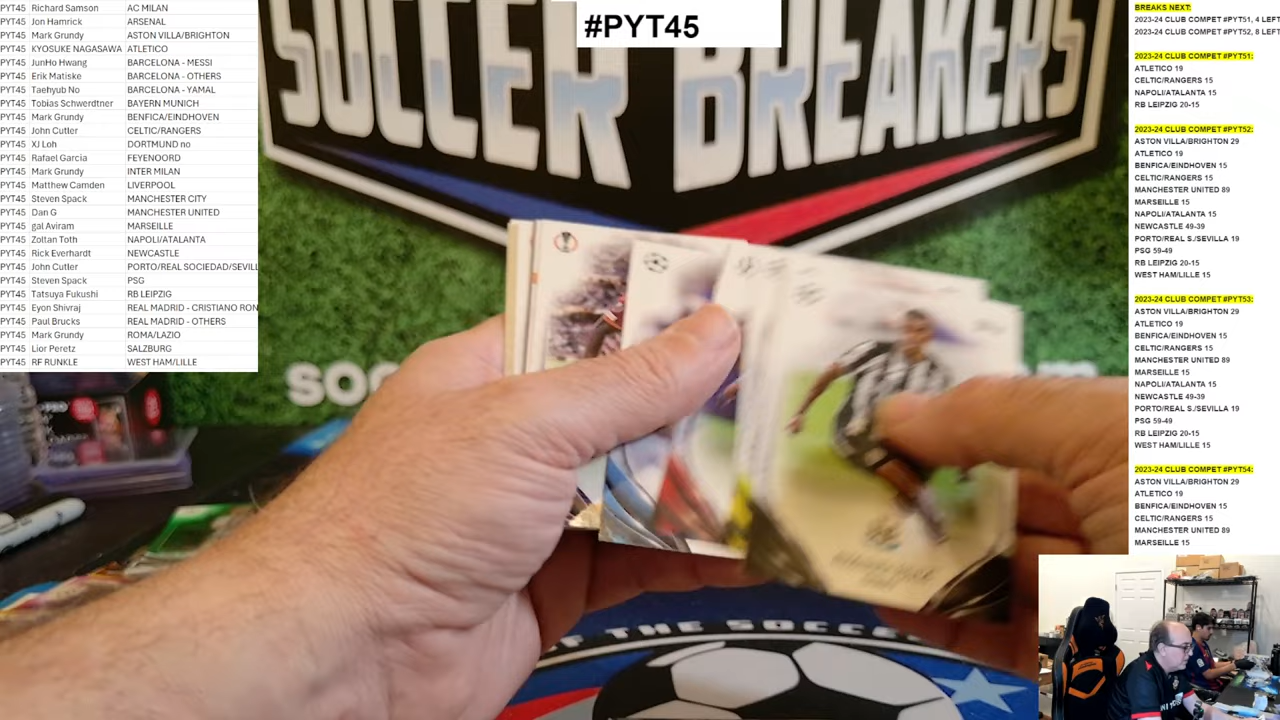 #PYT45
PYT45 Richard Samson AC MILAN
PYT45 Jon Hamrick ARSENAL
PYT45 Mark Grundy ASTON VILLA/BRIGHTON
PYT45 KYOSUKE NAGASAWA ATLETICO
PYT45 JunHo Hwang BARCELONA - MESSI
PYT45 Erik Matiske BARCELONA - OTHERS
PYT45 Taehyub No BARCELONA - YAMAL
PYT45 Tobias Schwerdtner BAYERN MUNICH
PYT45 Mark Grundy BENFICA/EINDHOVEN
PYT45 John Cutler CELTIC/RANGERS
PYT45 XJ Loh DORTMUND no
PYT45 Rafael Garcia FEYENOORD
PYT45 Mark Grundy INTER MILAN
PYT45 Matthew Camden LIVERPOOL
PYT45 Steven Spack MANCHESTER CITY
PYT45 Dan G MANCHESTER UNITED
PYT45 gal Aviram MARSEILLE
PYT45 Zoltan Toth NAPOLI/ATALANTA
PYT45 Rick Everhardt NEWCASTLE
PYT45 John Cutler PORTO/REAL SOCIEDAD/SEVILL
PYT45 Steven Spack PSG
PYT45 Tatsuya Fukushi RB LEIPZIG
PYT45 Eyon Shivraj REAL MADRID - CRISTIANO RON
PYT45 Paul Brucks REAL MADRID - OTHERS
PYT45 Mark Grundy ROMA/LAZIO
PYT45 Lior Peretz SALZBURG
PYT45 RF RUNKLE WEST HAM/LILLE
SOCCER BREAKERS
soc
m
OF THE SOCCE
BREAKS NEXT:
2023-24 CLUB COMPET #PYT51, 4 LEFT
2023-24 CLUB COMPET #PYT52, 8 LEFT
2023-24 CLUB COMPET #PYT51:
ATLETICO 19
CELTIC/RANGERS 15
NAPOLI/ATALANTA 15
RB LEIPZIG 20-15
2023-24 CLUB COMPET #PYT52:
ASTON VILLA/BRIGHTON 29
ATLETICO 19
BENFICA/EINDHOVEN 15
CELTIC/RANGERS 15
MANCHESTER UNITED 89
MARSEILLE 15
NAPOLI/ATALANTA 15
NEWCASTLE 49-39
PORTO/REAL S./SEVILLA 19
PSG 59-49
RB LEIPZIG 20-15
WEST HAM/LILLE 15
2023-24 CLUB COMPET #PYT53:
ASTON VILLA/BRIGHTON 29
ATLETICO 19
BENFICA/EINDHOVEN 15
CELTIC/RANGERS 15
MANCHESTER UNITED 89
MARSEILLE 15
NAPOLI/ATALANTA 15
NEWCASTLE 49-39
PORTO/REAL S./SEVILLA 19
PSG 59-49
RB LEIPZIG 20-15
WEST HAM/LILLE 15
2023-24 CLUB COMPET #PYT54:
ASTON VILLA/BRIGHTON 29
ATLETICO 19
BENFICA/EINDHOVEN 15
CELTIC/RANGERS 15
MANCHESTER UNITED 89
MARSEILLE 15